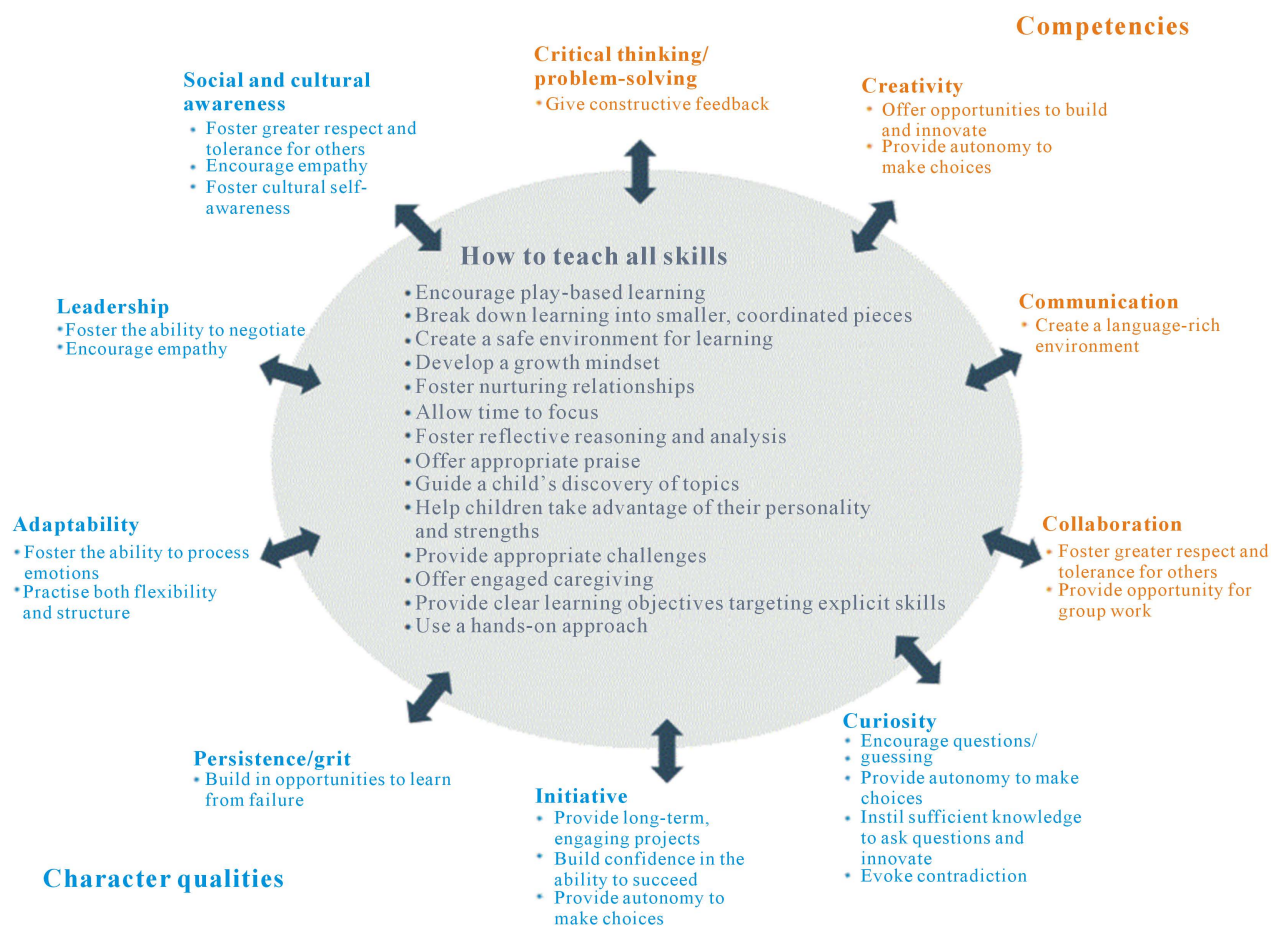 Competencies
Critical thinking/
problem-solving
* Give constructive feedback
Creativity
* Offer opportunities to build
and innovate
* Provide autonomy to
make choices
Communication
* Create a language-rich
environment
Collaboration
* Foster greater respect and
tolerance for others
* Provide opportunity for
group work
Curiosity
* Encourage questions/
* guessing
* Provide autonomy to make
choices
* Instil sufficient knowledge
to ask questions and
innovate
* Evoke contradiction
Initiative
* Provide long-term,
engaging projects
* Build confidence in the
ability to succeed
* Provide autonomy to
make choices
Persistence/grit
* Build in opportunities to learn
from failure
Adaptability
* Foster the ability to process
emotions
* Practise both flexibility
and structure
Leadership
* Foster the ability to negotiate
* Encourage empathy
Social and cultural
awareness
* Foster greater respect and
tolerance for others
* Encourage empathy
* Foster cultural self-
awareness
Character qualities
How to teach all skills
• Encourage play-based learning
• Break down learning into smaller, coordinated pieces
• Create a safe environment for learning
• Develop a growth mindset
• Foster nurturing relationships
• Allow time to focus
• Foster reflective reasoning and analysis
• Offer appropriate praise
• Guide a child's discovery of topics
• Help children take advantage of their personality
and strengths
• Provide appropriate challenges
• Offer engaged caregiving
• Provide clear learning objectives targeting explicit skills
• Use a hands-on approach